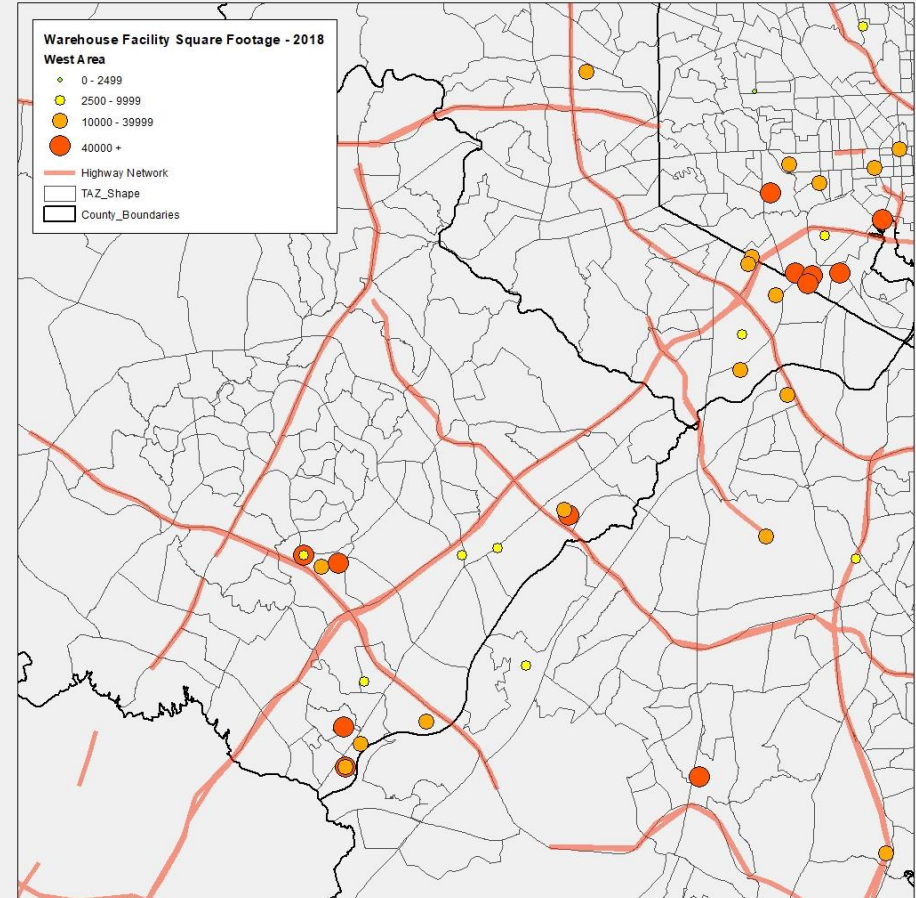 Warehouse Facility Square Footage - 2018
West Area
0 - 2499
2500 - 9999
10000 - 39999
40000 +
Highway Network
TAZ_Shape
County_Boundaries